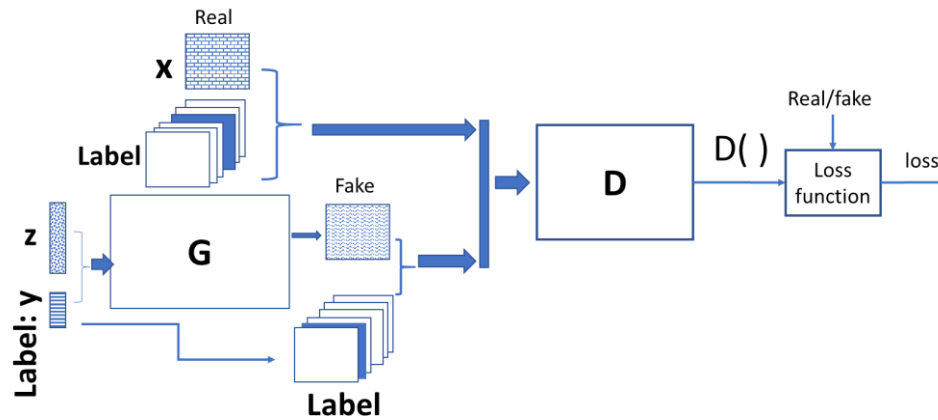 Real
x
Label
Real/fake
D( )
Loss
function
loss
D
Fake
z
G
Label: y
Label